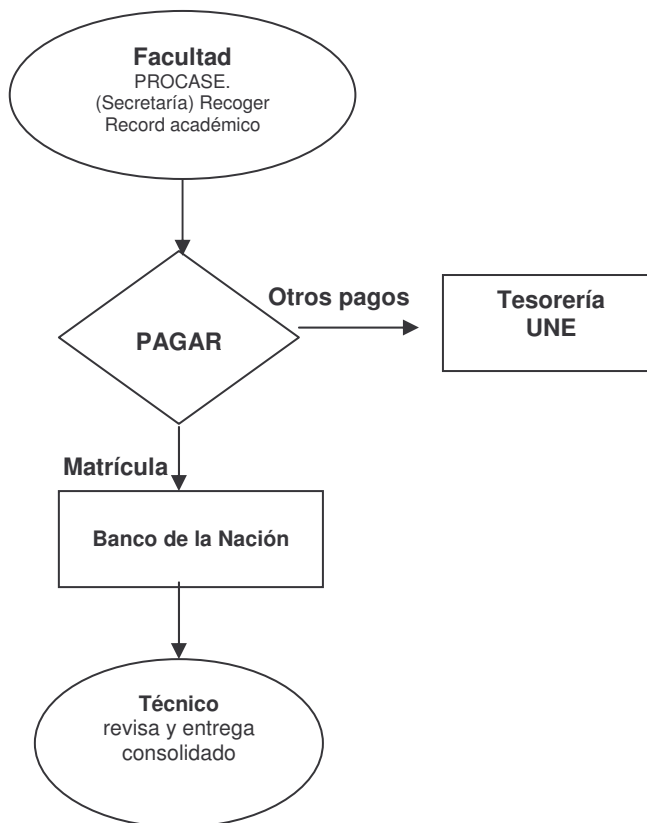 Facultad
PROCASE.
(Secretaría) Recoger
Record académico
Otros pagos
Tesorería
UNE
PAGAR
Matrícula
Banco de la Nación
Técnico
revisa y entrega
consolidado